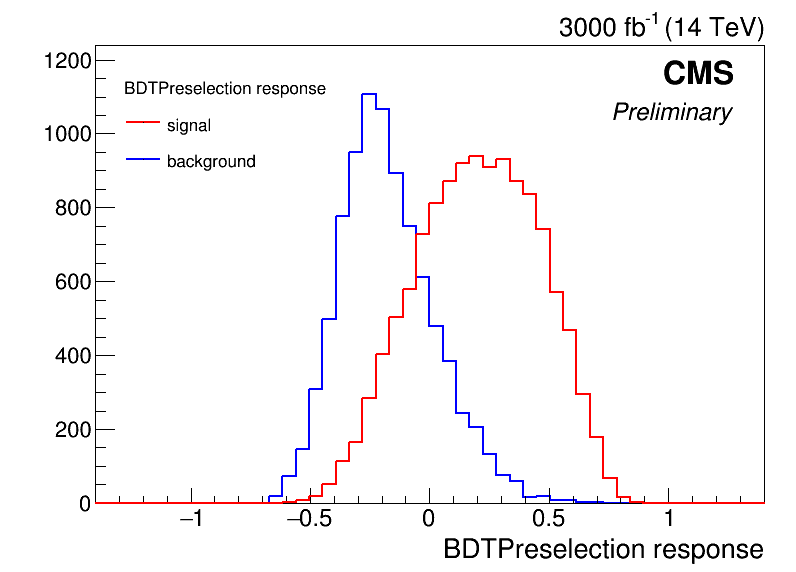 3000 fb-1 (14 TeV)
CMS
Preliminary
BDTPreselection response
signal
background
1200
1000
800
600
400
200
0
−1
−0.5
0
0.5
1
BDTPreselection response